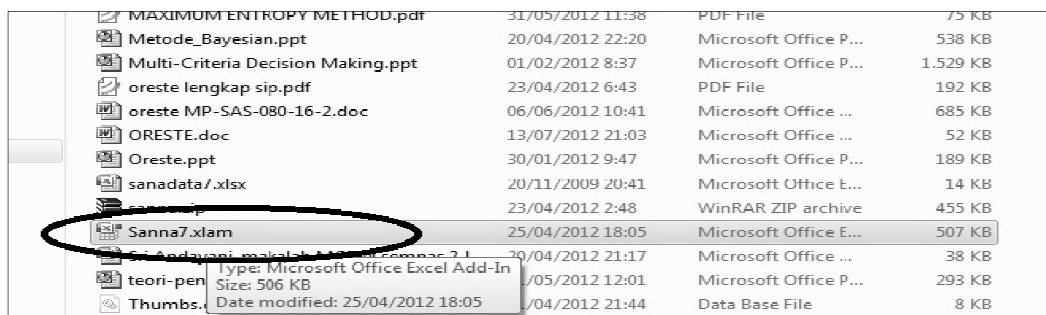 MAXIMUM ENTROPY METHOD.pdf 31/05/2012 11:38 PDF File 75 KB
Metode_Bayesian.ppt 20/04/2012 22:20 Microsoft Office P... 538 KB
Multi-Criteria Decision Making.ppt 01/02/2012 8:37 Microsoft Office P... 1.529 KB
oreste lengkap sip.pdf 23/04/2012 6:43 PDF File 192 KB
oreste MP-SAS-080-16-2.doc 06/06/2012 10:41 Microsoft Office ... 685 KB
ORESTE.doc 13/07/2012 21:03 Microsoft Office ... 52 KB
Oreste.ppt 30/01/2012 9:47 Microsoft Office P... 189 KB
sanadata7.xlsx 20/11/2009 20:41 Microsoft Office E... 14 KB
23/04/2012 2:48 WinRAR ZIP archive 455 KB
Sanna7.xlam 25/04/2012 18:05 Microsoft Office E... 507 KB
Sri Andayani makalah 20/04/2012 21:17 Microsoft Office ... 38 KB
Type: Microsoft Office Excel Add-In
teori-pen /05/2012 12:01 Microsoft Office P... 293 KB
Size: 506 KB
Thumbs. /04/2012 21:44 Data Base File 8 KB
Date modified: 25/04/2012 18:05